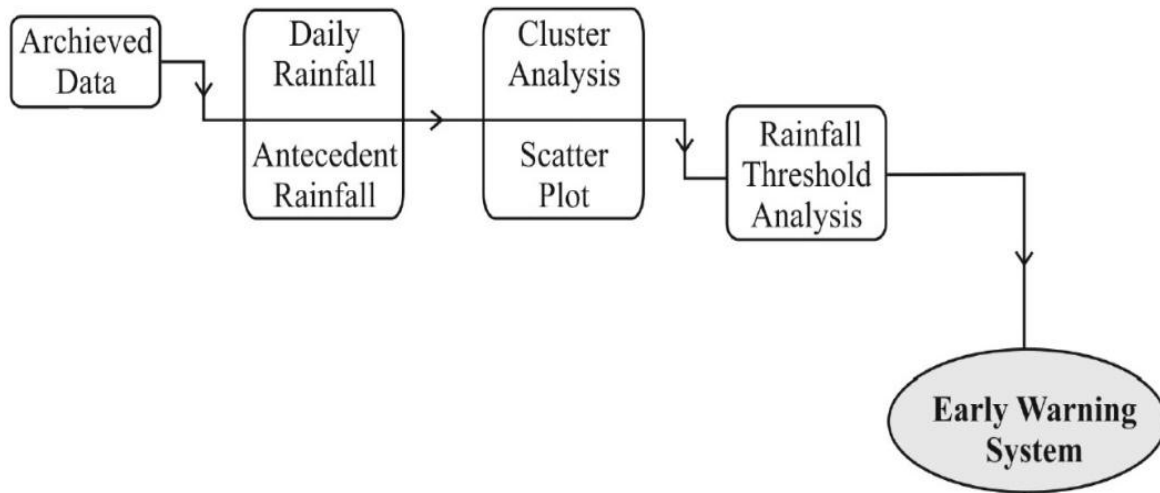 Archieved
Data
Daily
Rainfall
Antecedent
Rainfall
Cluster
Analysis
Scatter
Plot
Rainfall
Threshold
Analysis
Early Warning
System